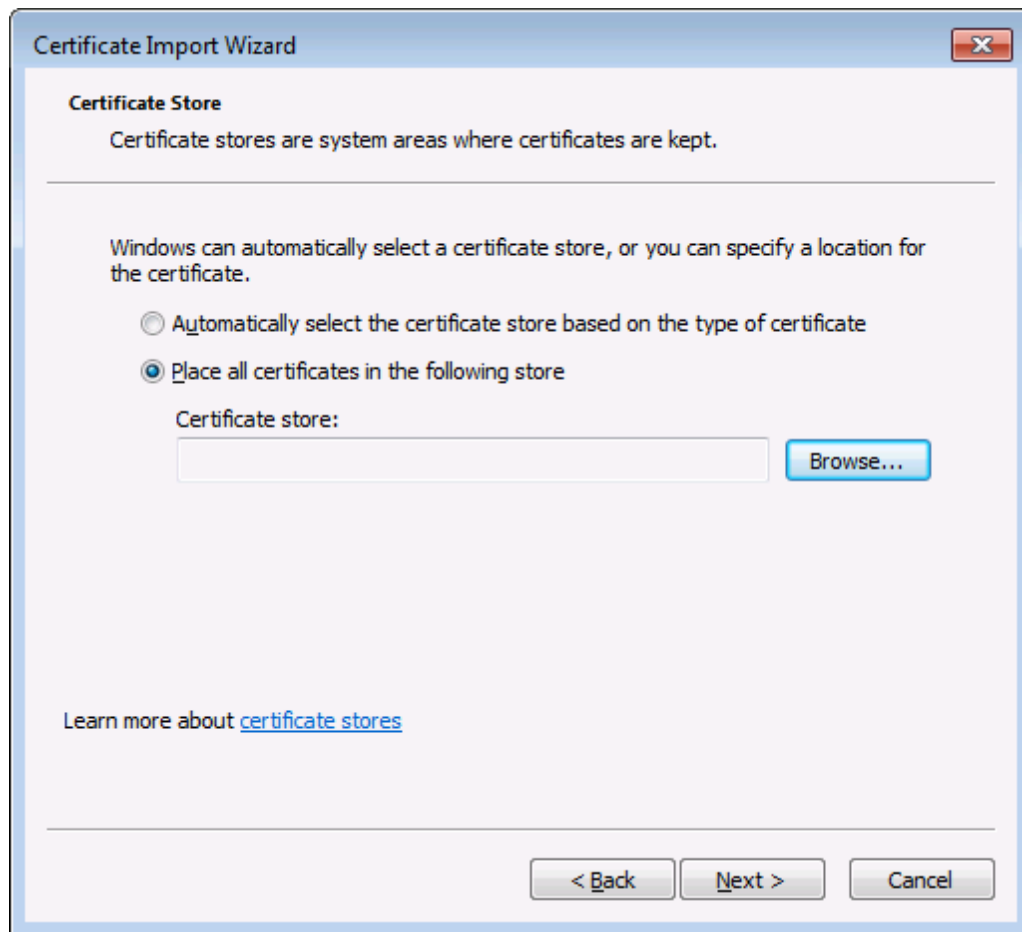 Certificate Import Wizard
Certificate Store
Certificate stores are system areas where certificates are kept.
Windows can automatically select a certificate store, or you can specify a location for
the certificate.
Automatically select the certificate store based on the type of certificate
Place all certificates in the following store
Certificate store:
Browse...
Learn more about certificate stores
< Back
Next >
Cancel